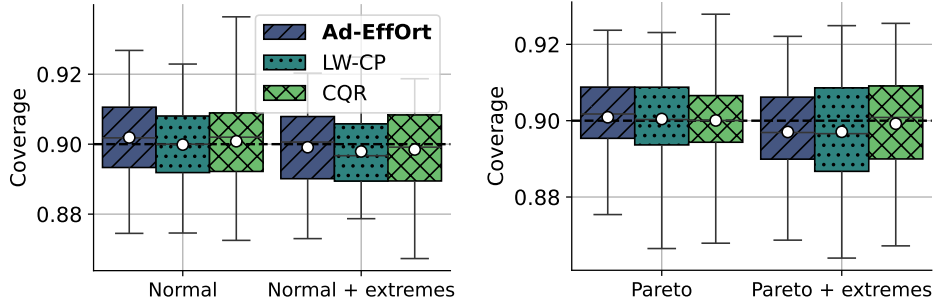 Coverage
0.92
0.90
0.88
Ad-EffOrt
LW-CP
CQR
Normal
Normal + extremes
Coverage
0.92
0.90
0.88
Pareto
Pareto + extremes